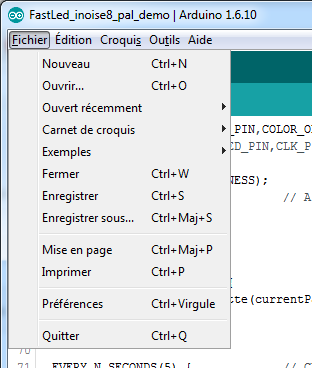 FastLed_inoise8_pal_demo | Arduino 1.6.10
Fichier Édition Croquis Outils Aide
Nouveau Ctrl+N
Ouvrir... Ctrl+O
Ouvert récemment
Carnet de croquis
Exemples
Fermer Ctrl+W
Enregistrer Ctrl+S
Enregistrer sous... Ctrl+Maj+S
Mise en page Ctrl+Maj+P
Imprimer Ctrl+P
Préférences Ctrl+Virgule
Quitter Ctrl+Q
_PIN,COLOR_O
D_PIN,CLK_P
NESS);
// A
tte(currentP
70
71 EVERY_N_SECONDS(5) {